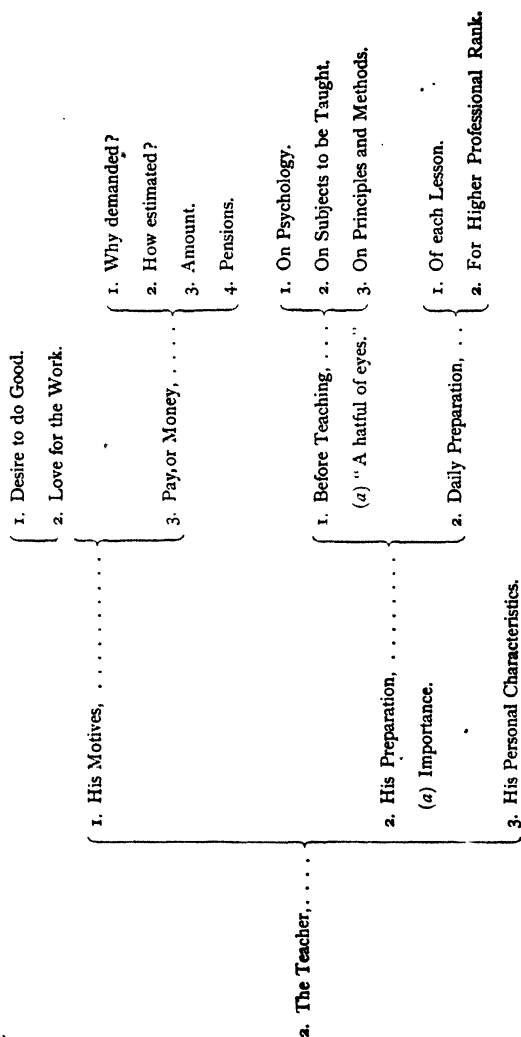 2. The Teacher, . . . .
1. His Motives, . . . . . . . . . . . .
1. Desire to do Good.
2. Love for the Work.
3. Pay, or Money, . . . .
1. Why demanded?
2. How estimated?
3. Amount.
4. Pensions.
2. His Preparation, . . . . . . . . .
(a) Importance.
1. Before Teaching, . . .
(a) "A hatful of eyes."
1. On Psychology.
2. On Subjects to be Taught.
3. On Principles and Methods.
2. Daily Preparation, . .
1. Of each Lesson.
2. For Higher Professional Rank.
3. His Personal Characteristics.